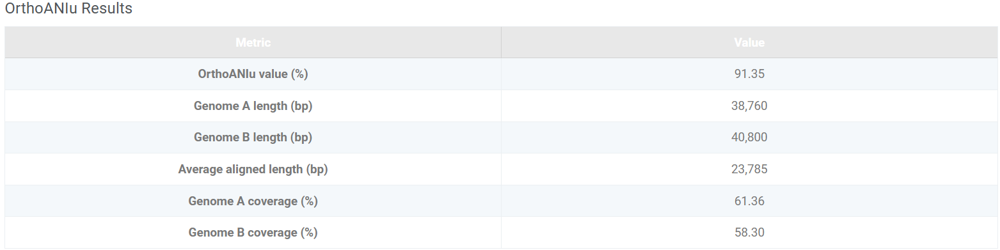 OrthoANIu Results
Metric Value
OrthoANIu value (%) 91.35
Genome A length (bp) 38,760
Genome B length (bp) 40,800
Average aligned length (bp) 23,785
Genome A coverage (%) 61.36
Genome B coverage (%) 58.30